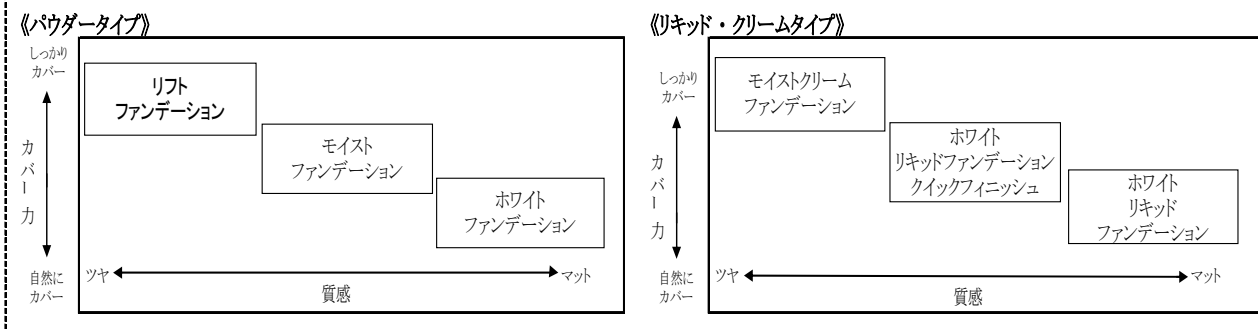 《パウダータイプ》
しっかり
カバー
カバー力
自然に
カバー
リフト
ファンデーション
モイスト
ファンデーション
ホワイト
ファンデーション
ツヤ
マット
質感
《リキッド・クリームタイプ》
しっかり
カバー
カバー力
自然に
カバー
モイストクリーム
ファンデーション
ホワイト
リキッドファンデーション
クイックフィニッシュ
ホワイト
リキッド
ファンデーション
ツヤ
マット
質感